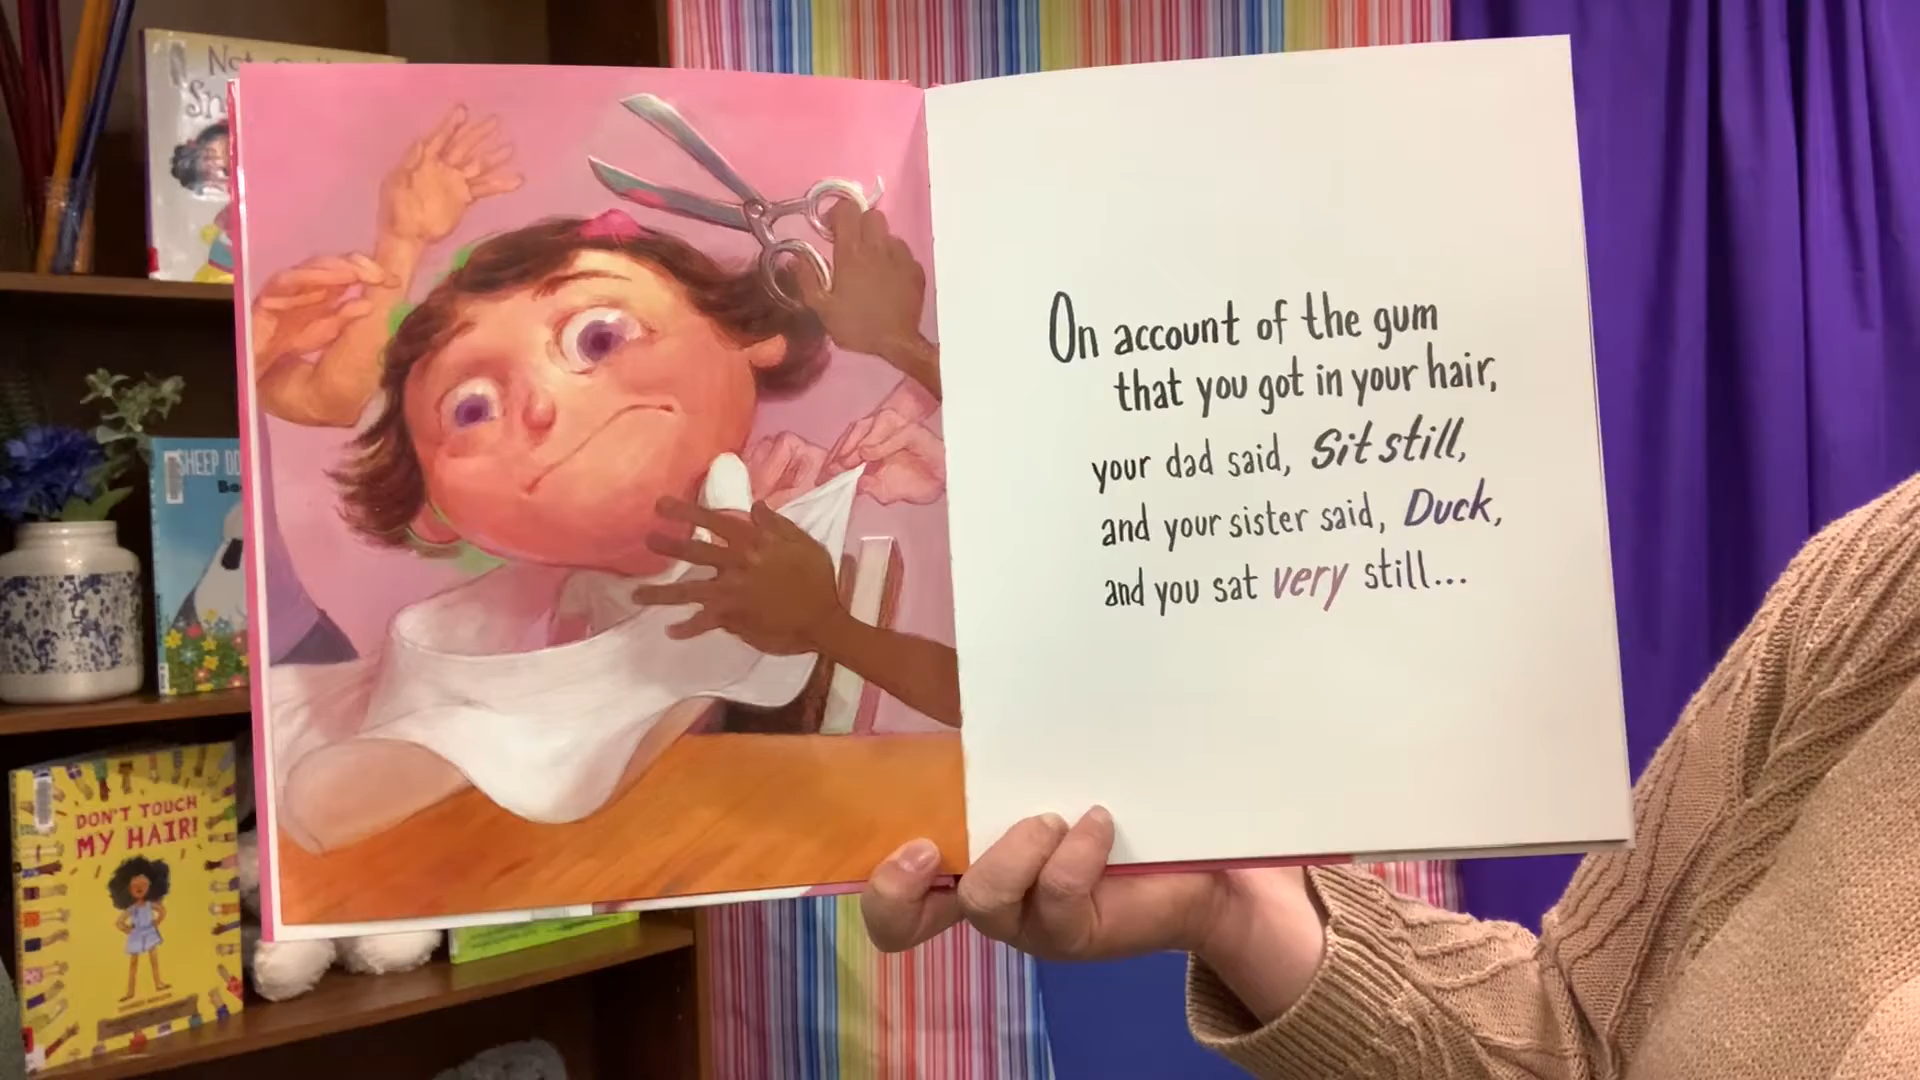 On account of the gum
that you got in your hair,
your dad said, Sit still,
and your sister said, Duck,
and you sat very still...
DON'T TOUCH
MY HAIR!
SHEEP